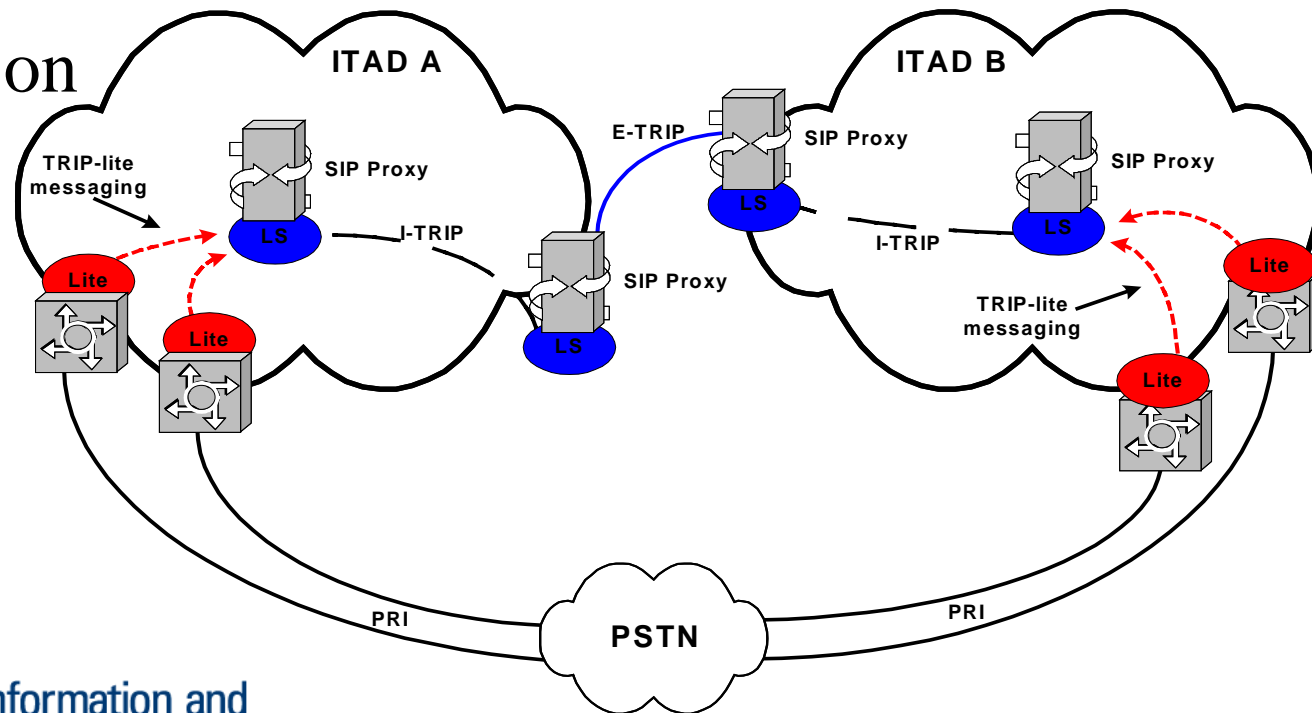 on
ITAD A
ITAD B
E-TRIP
SIP Proxy
SIP Proxy
SIP Proxy
TRIP-lite
messaging
LS
LS
LS
I-TRIP
I-TRIP
Lite
Lite
SIP Proxy
LS
TRIP-lite
messaging
Lite
Lite
PRI
PRI
PSTN
nformation and